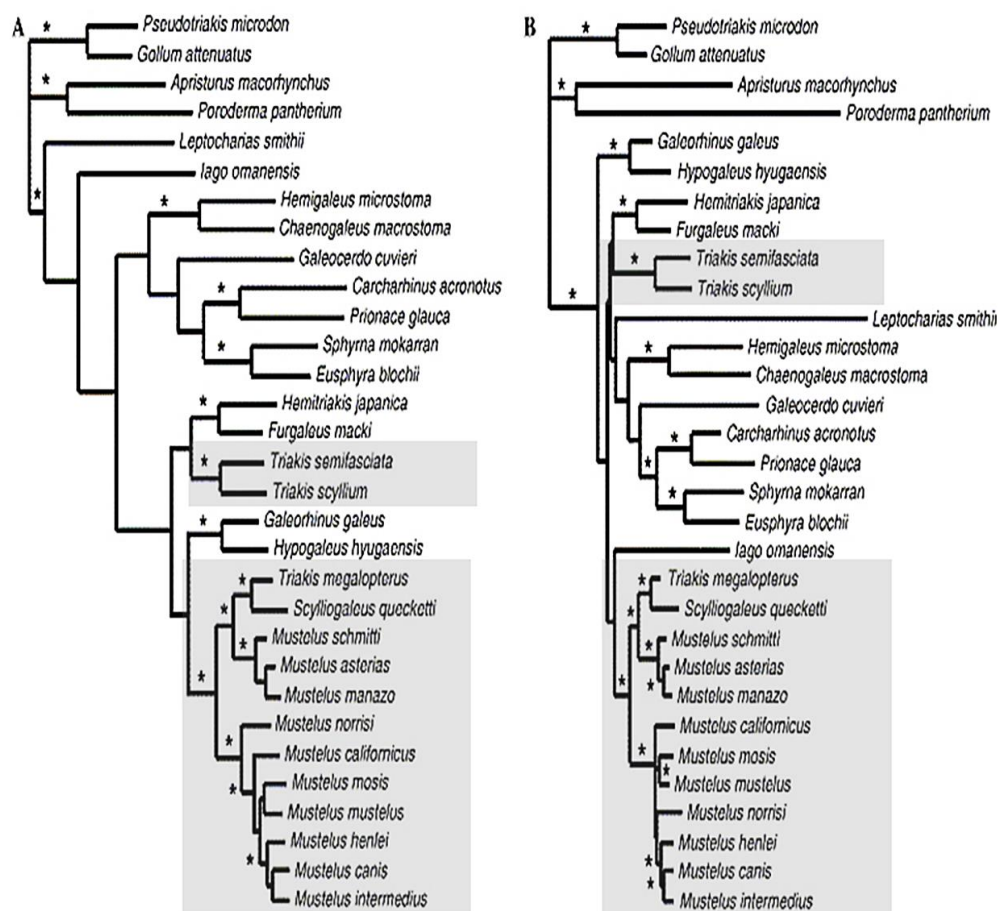 A
Pseudotriakis microdon
Gollum attenuatus
Apristurus macorhynchus
Poroderma pantherium
Leptocharias smithii
Iago omanensis
Hemigaleus microstoma
Chaenogaleus macrostoma
Galeocerdo cuvieri
Carcharhinus acronotus
Prionace glauca
Sphyrna mokarran
Eusphyra blochii
Hemitriakis japonica
Furgaleus macki
Triakis semifasciata
Triakis scyllium
Galeorhinus galeus
Hypogaleus hyugaensis
Triakis megalopterus
Scylliogaleus quecketti
Mustelus schmitti
Mustelus asterias
Mustelus manazo
Mustelus norrisi
Mustelus californicus
Mustelus mosis
Mustelus mustelus
Mustelus henlei
Mustelus canis
Mustelus intermedius
B
Pseudotriakis microdon
Gollum attenuatus
Apristurus macorhynchus
Poroderma pantherium
Galeorhinus galeus
Hypogaleus hyugaensis
Hemitriakis japanica
Furgaleus macki
Triakis semifasciata
Triakis scyllium
Leptocharias smithii
Hemigaleus microstoma
Chaenogaleus macrostoma
Galeocerdo cuvieri
Carcharhinus acronotus
Prionace glauca
Sphyrna mokarran
Eusphyra blochii
Iago omanensis
Triakis megalopterus
Scylliogaleus quecketti
Mustelus schmitti
Mustelus asterias
Mustelus manazo
Mustelus californicus
Mustelus mosis
Mustelus mustelus
Mustelus norrisi
Mustelus henlei
Mustelus canis
Mustelus intermedius